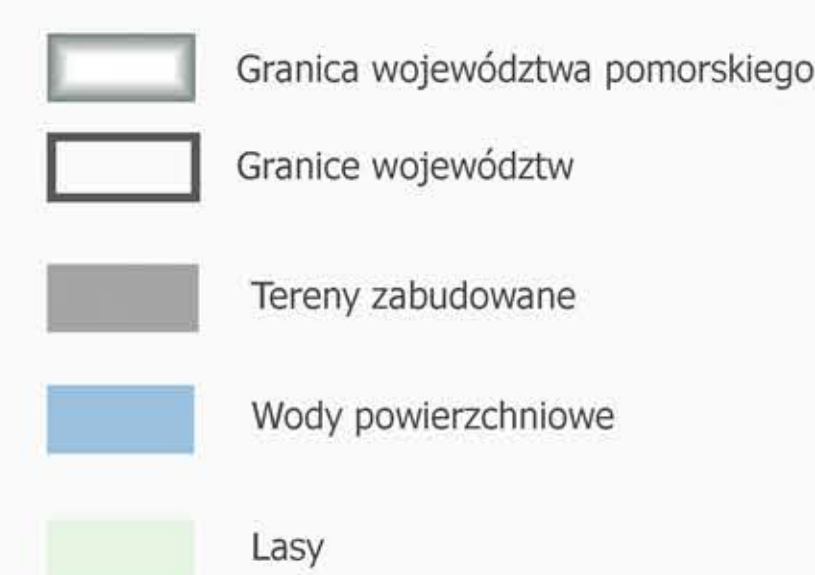 Granica województwa pomorskiego
Granice województw
Tereny zabudowane
Wody powierzchniowe
Lasy